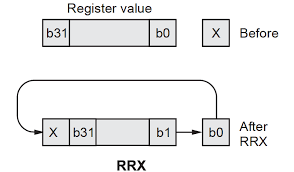 Register value
b31 b0 X Before
X b31 b1 b0 After
RRX
RRX